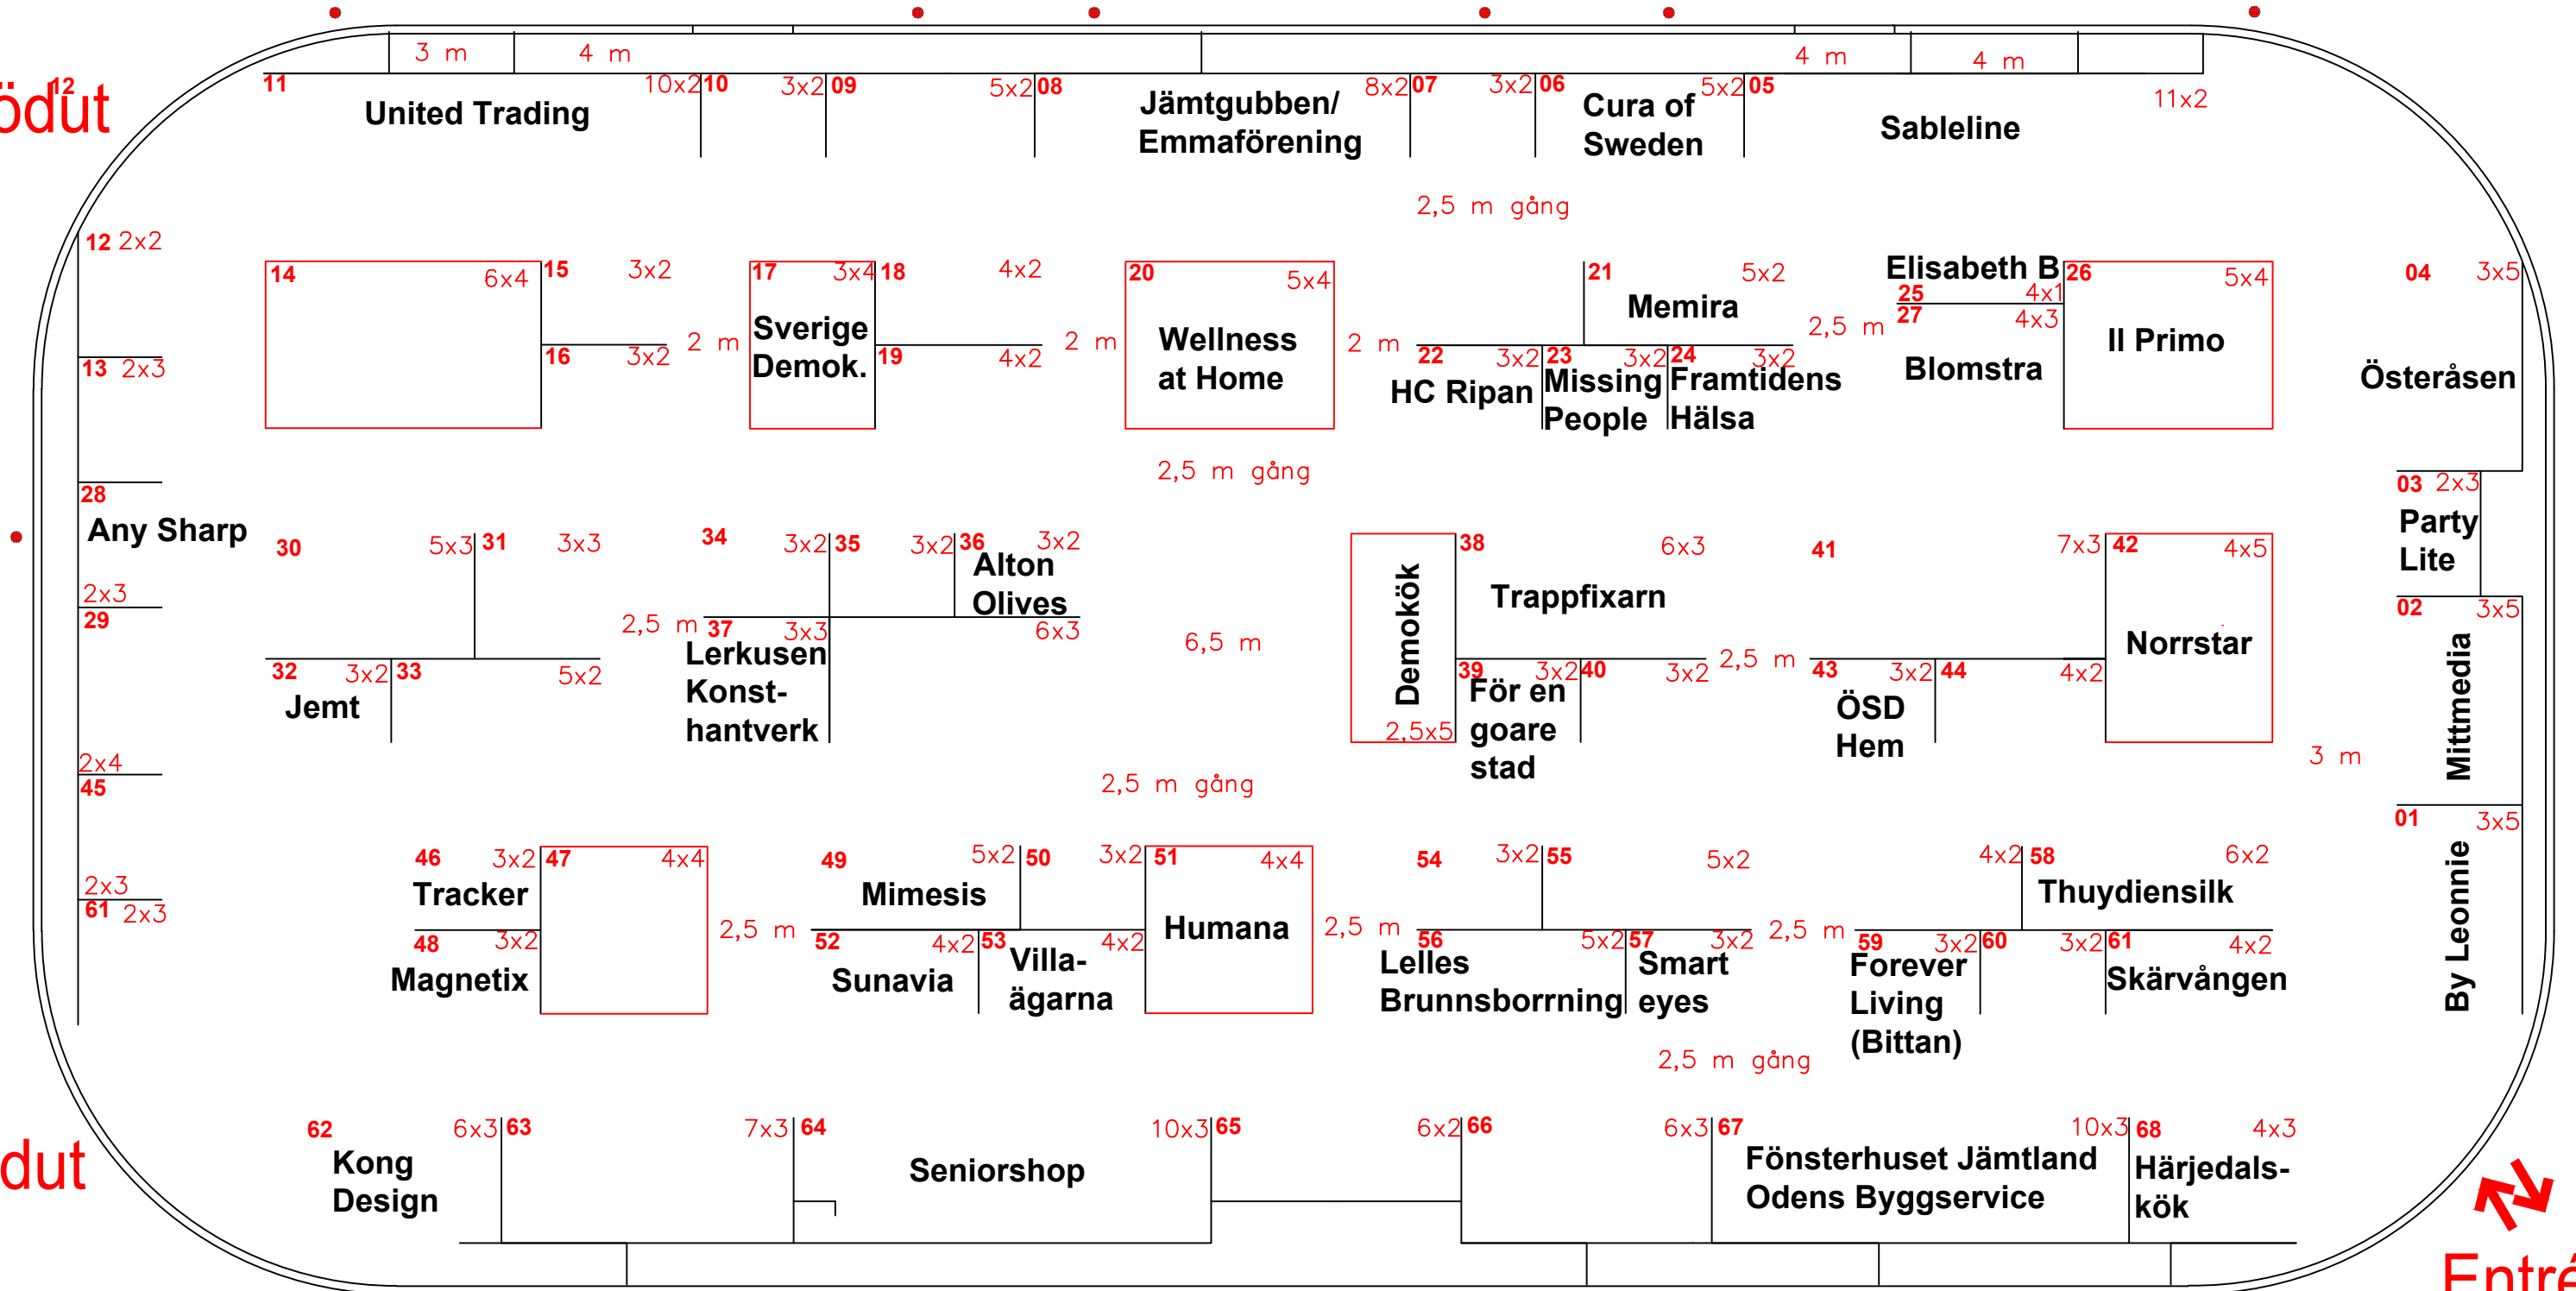 3 m
4 m
4 m
4 m
ödut
12
11
United Trading
10x2
10
3x2
09
5x2
08
Jämtgubben/
Emmaförening
8x2
07
3x2
06
Cura of
Sweden
5x2
05
Sableline
11x2
2,5 m gång
12 2x2
13 2x3
14
6x4
15
3x2
16
3x2
2 m
17
3x4
Sverige
Demok.
18
4x2
19
4x2
2 m
20
5x4
Wellness
at Home
2 m
21
5x2
Memira
22
3x2
HC Ripan
23
3x2
Missing
People
24
3x2
Framtidens
Hälsa
2,5 m
Elisabeth B
25
4x1
27
4x3
Blomstra
26
5x4
Il Primo
04
3x5
Österåsen
2,5 m gång
28
Any Sharp
2x3
29
2x4
30
5x3
31
3x3
32
3x2
Jemt
33
5x2
2,5 m
34
3x2
35
3x2
36
3x2
Alton
Olives
37
3x3
Lerkusen
Konst-
hantverk
6x3
6,5 m
Demokök
2,5x5
38
6x3
Trappfixarn
39
3x2
För en
goare
stad
40
3x2
2,5 m
41
7x3
42
4x5
Norrstar
43
3x2
ÖSD
Hem
44
4x2
03 2x3
Party
Lite
02
3x5
Mittmedia
3 m
01
3x5
By Leonnie
2,5 m gång
45
2x3
61 2x3
46
3x2
Tracker
47
4x4
48
3x2
Magnetix
2,5 m
49
5x2
Mimesis
50
3x2
51
4x4
Humana
52
4x2
Sunavia
53
4x2
Villa-
ägarna
2,5 m
54
3x2
55
5x2
56
5x2
Lelles
Brunnsborrning
57
3x2
Smart
eyes
2,5 m
4x2
58
6x2
Thuydiensilk
59
3x2
Forever
Living
(Bittan)
60
3x2
61
4x2
Skärvången
2,5 m gång
dut
62
6x3
Kong
Design
63
7x3
64
10x3
Seniorshop
65
6x2
66
6x3
67
10x3
Fönsterhuset Jämtland
Odens Byggservice
68
4x3
Härjedals-
kök
Entré